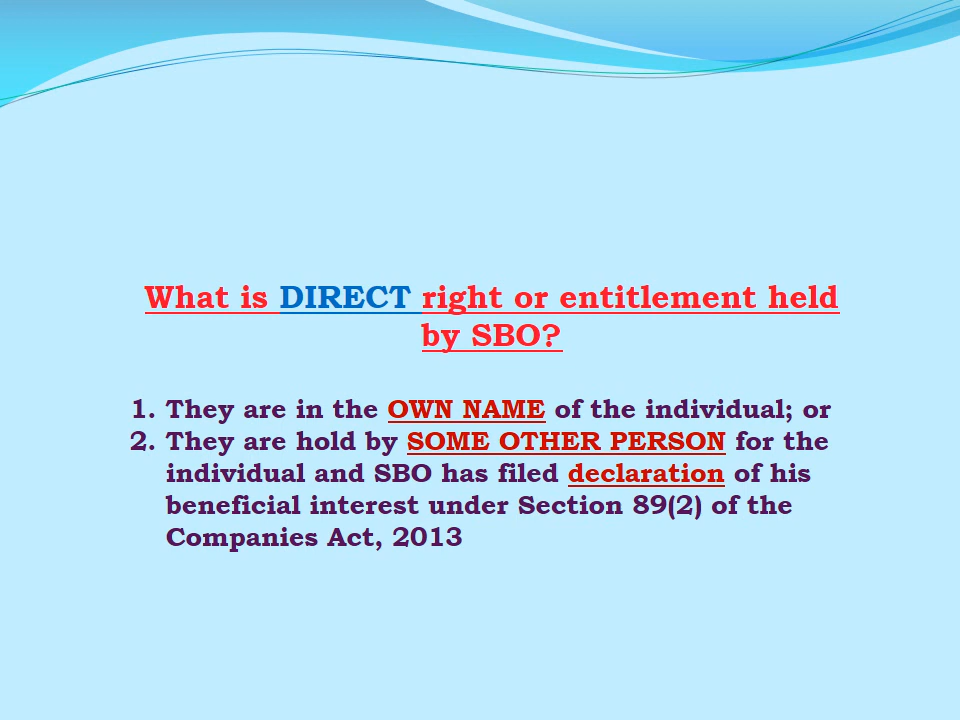 What is DIRECT right or entitlement held
by SBO?
1. They are in the OWN NAME of the individual; or
2. They are hold by SOME OTHER PERSON for the
individual and SBO has filed declaration of his
beneficial interest under Section 89(2) of the
Companies Act, 2013